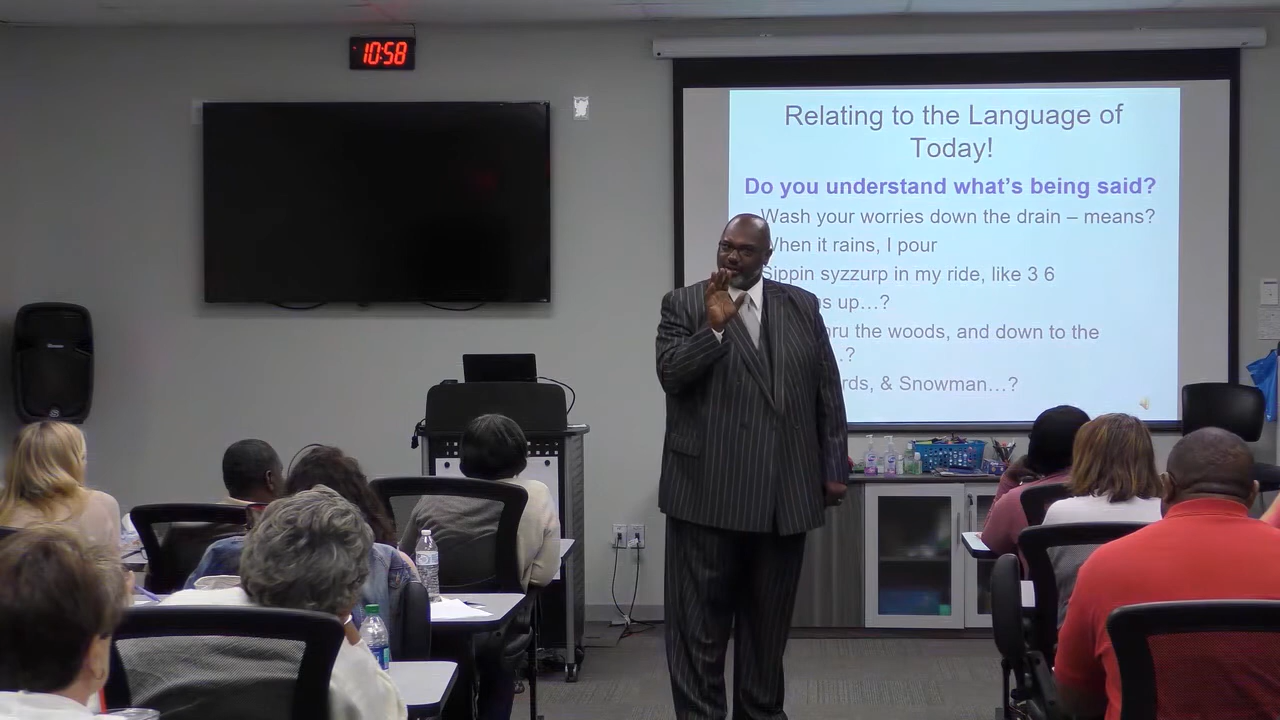 10:58
Relating to the Language of
Today!
Do you understand what's being said?
Wash your worries down the drain – means?
When it rains, I pour
Sippin syzzurp in my ride, like 3 6
up…?
the woods, and down to the
…?
& Snowman…?